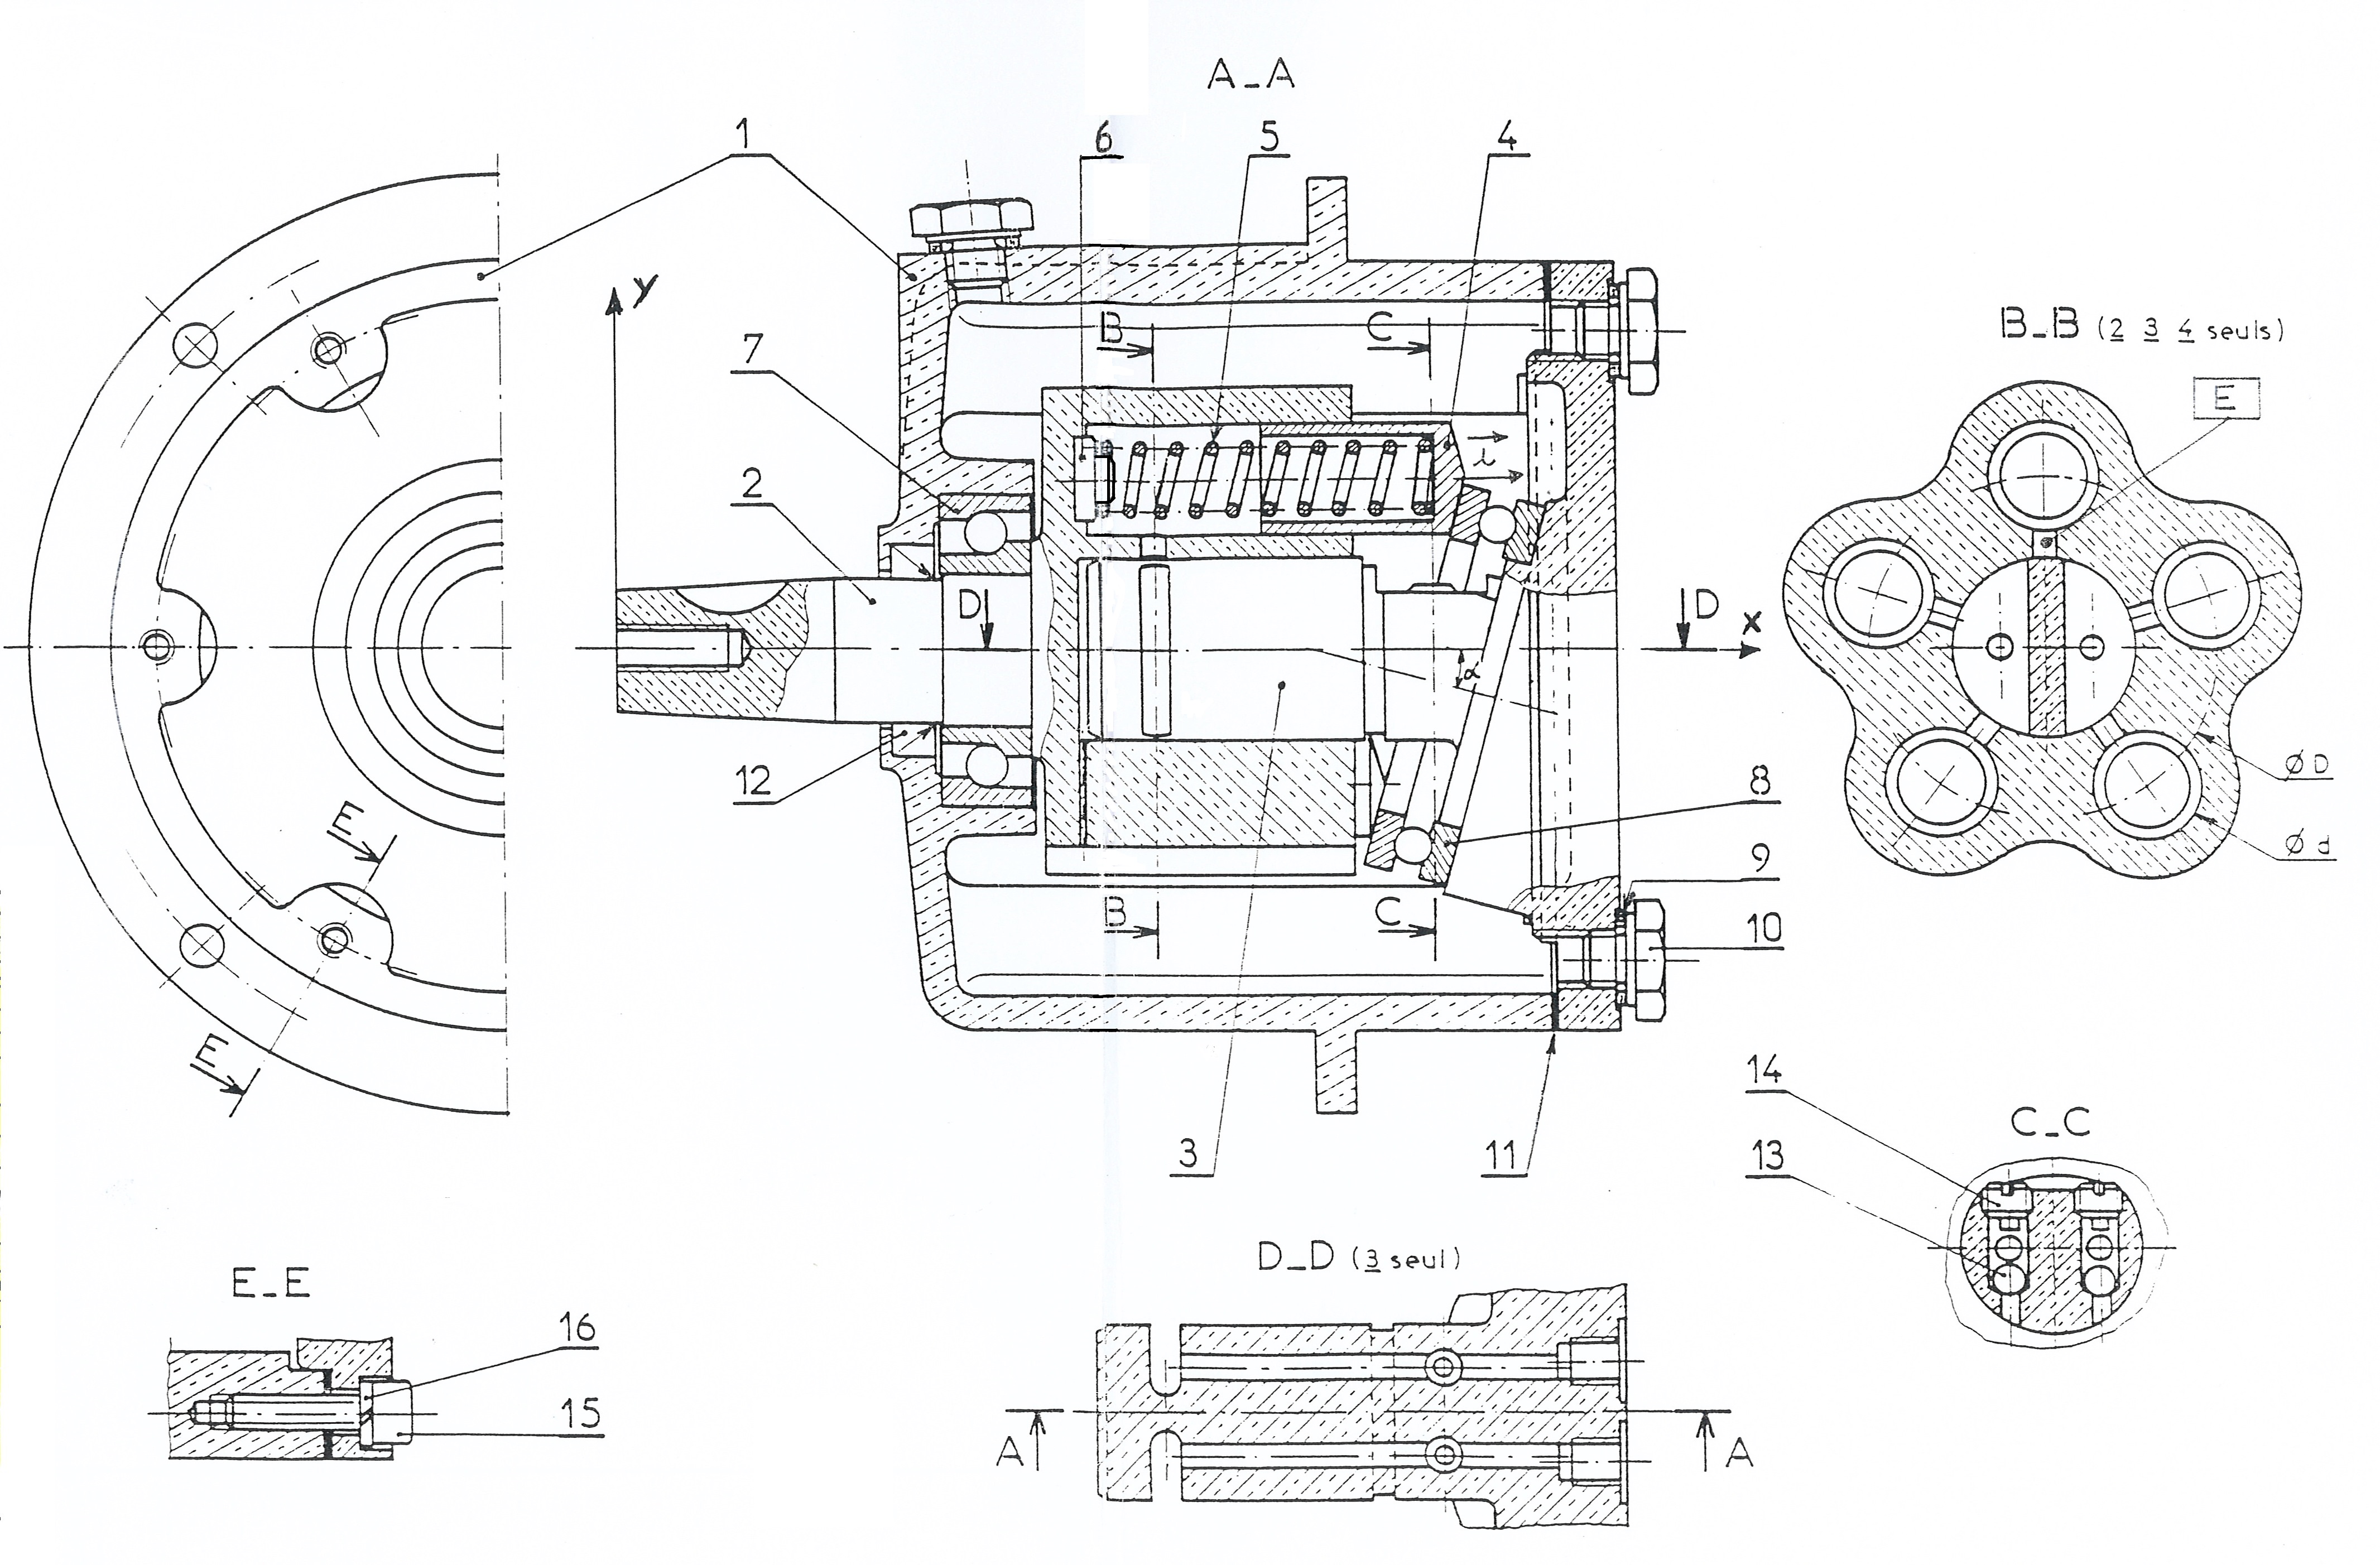 A_A
1
6
5
4
y
B
C
B_B (2 3 4 seuls)
7
E
i
2
D
D
x
α
ØD
12
8
Ød
E
9
B
C
10
E
14
3
11
C_C
13
D_D (3 seul)
E_E
16
15
A
A